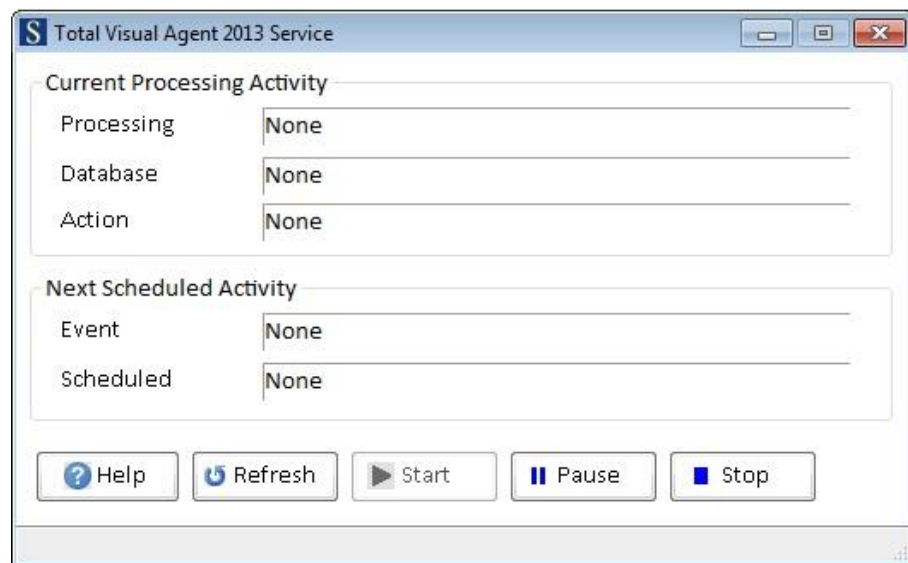 S Total Visual Agent 2013 Service
Current Processing Activity
Processing None
Database None
Action None
Next Scheduled Activity
Event None
Scheduled None
Help Refresh Start Pause Stop